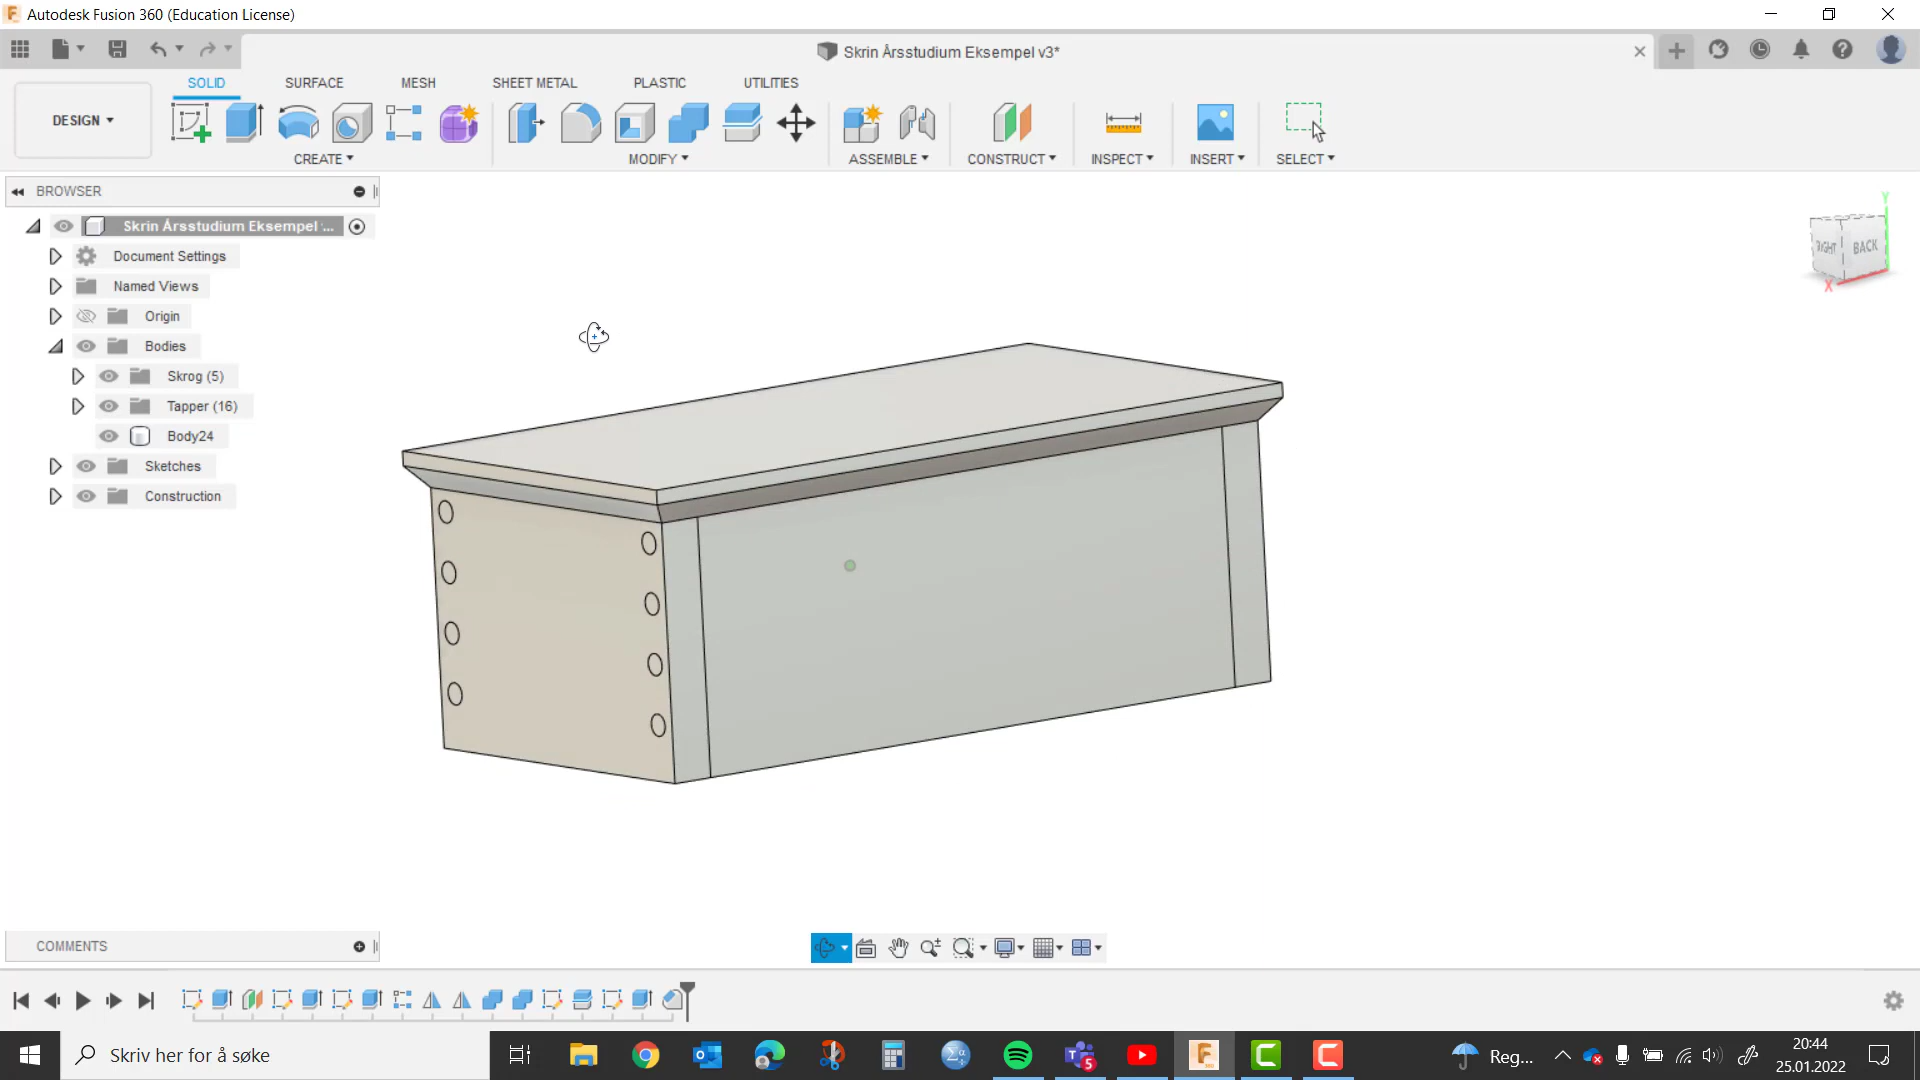 Autodesk Fusion 360 (Education License)
Skrin Årsstudium Eksempel v3*
SOLID SURFACE MESH SHEET METAL PLASTIC UTILITIES
DESIGN
CREATE MODIFY ASSEMBLE CONSTRUCT INSPECT INSERT SELECT
BROWSER
Skrin Årsstudium Eksempel '...
Document Settings
Named Views
Origin
Bodies
Skrog (5)
Tapper (16)
Body24
Sketches
Construction
Y
RIGHT BACK
X
COMMENTS
Skriv her for å søke
5
Reg...
20:44
25.01.2022